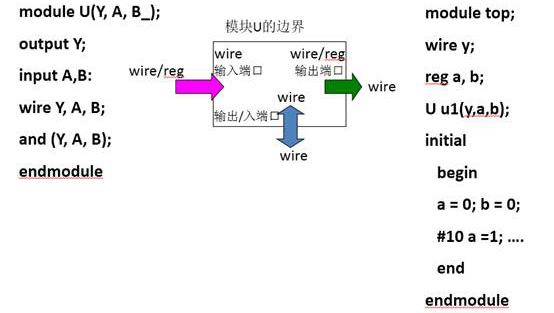 module U(Y, A, B_);
output Y;
input A,B:
wire Y, A, B;
and (Y, A, B);
endmodule
模块U的边界
wire
wire/reg
wire/reg
输入端口
输出端口
wire
wire
输出/入端口
wire
module top;
wire y;
reg a, b;
U u1(y,a,b);
initial
begin
a = 0; b = 0;
#10 a =1; ....
end
endmodule